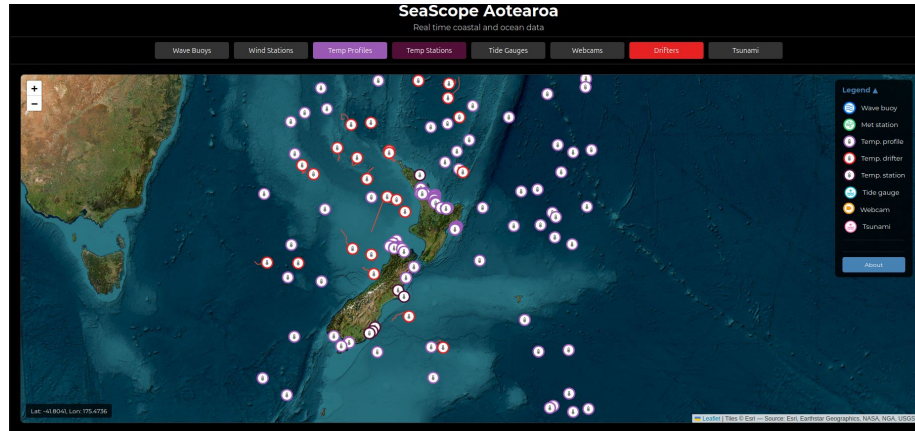 SeaScope Aotearoa
Real time coastal and ocean data
Wave Buoys Wind Stations Temp Profiles Temp Stations Tide Gauges Webcams Drifters Tsunami
+
−
Legend ▲
Wave buoy
Met station
Temp. profile
Temp. drifter
Temp. station
Tide gauge
Webcam
Tsunami
About
Lat: -41.8041, Lon: 175.4736
Leaflet | Tiles © Esri — Source: Esri, Earthstar Geographics, NASA, NGA, USGS